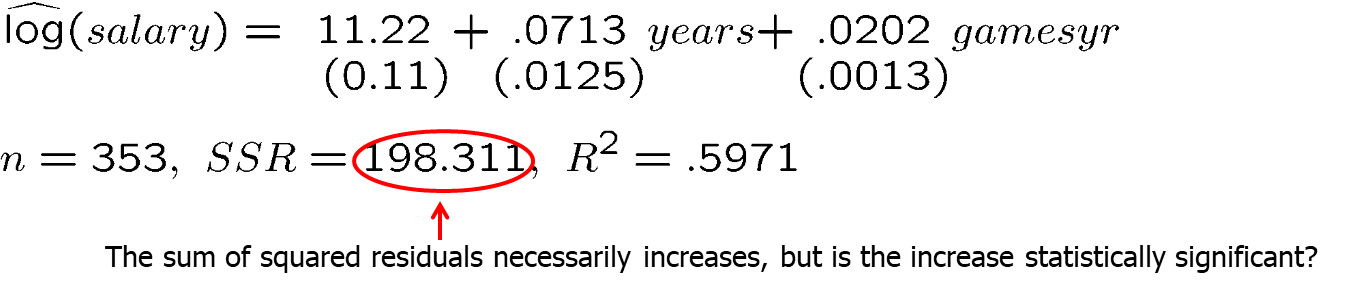 log(salary) = 11.22 + .0713 years+ .0202 gamesyr
(0.11) (.0125) (.0013)
n = 353, SSR = 198.311, R² = .5971
The sum of squared residuals necessarily increases, but is the increase statistically significant?